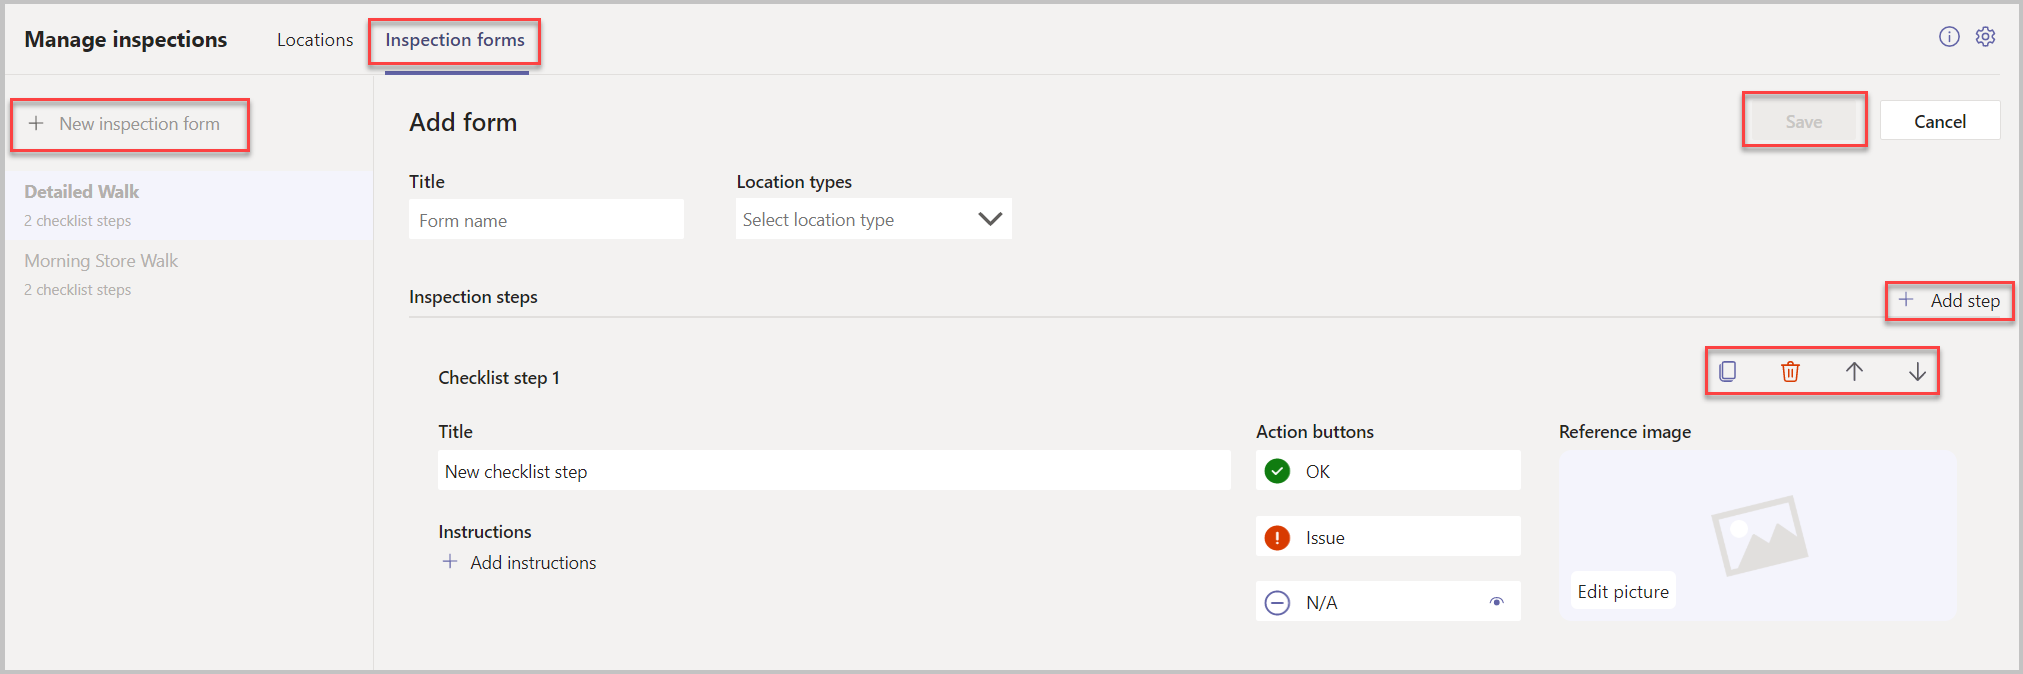 Manage inspections
Locations
Inspection forms
New inspection form
Detailed Walk
2 checklist steps
Morning Store Walk
2 checklist steps
Add form
Save
Cancel
Title
Location types
Form name
Select location type
Inspection steps
Add step
Checklist step 1
Title
Action buttons
Reference image
New checklist step
OK
Instructions
Add instructions
Issue
N/A
Edit picture